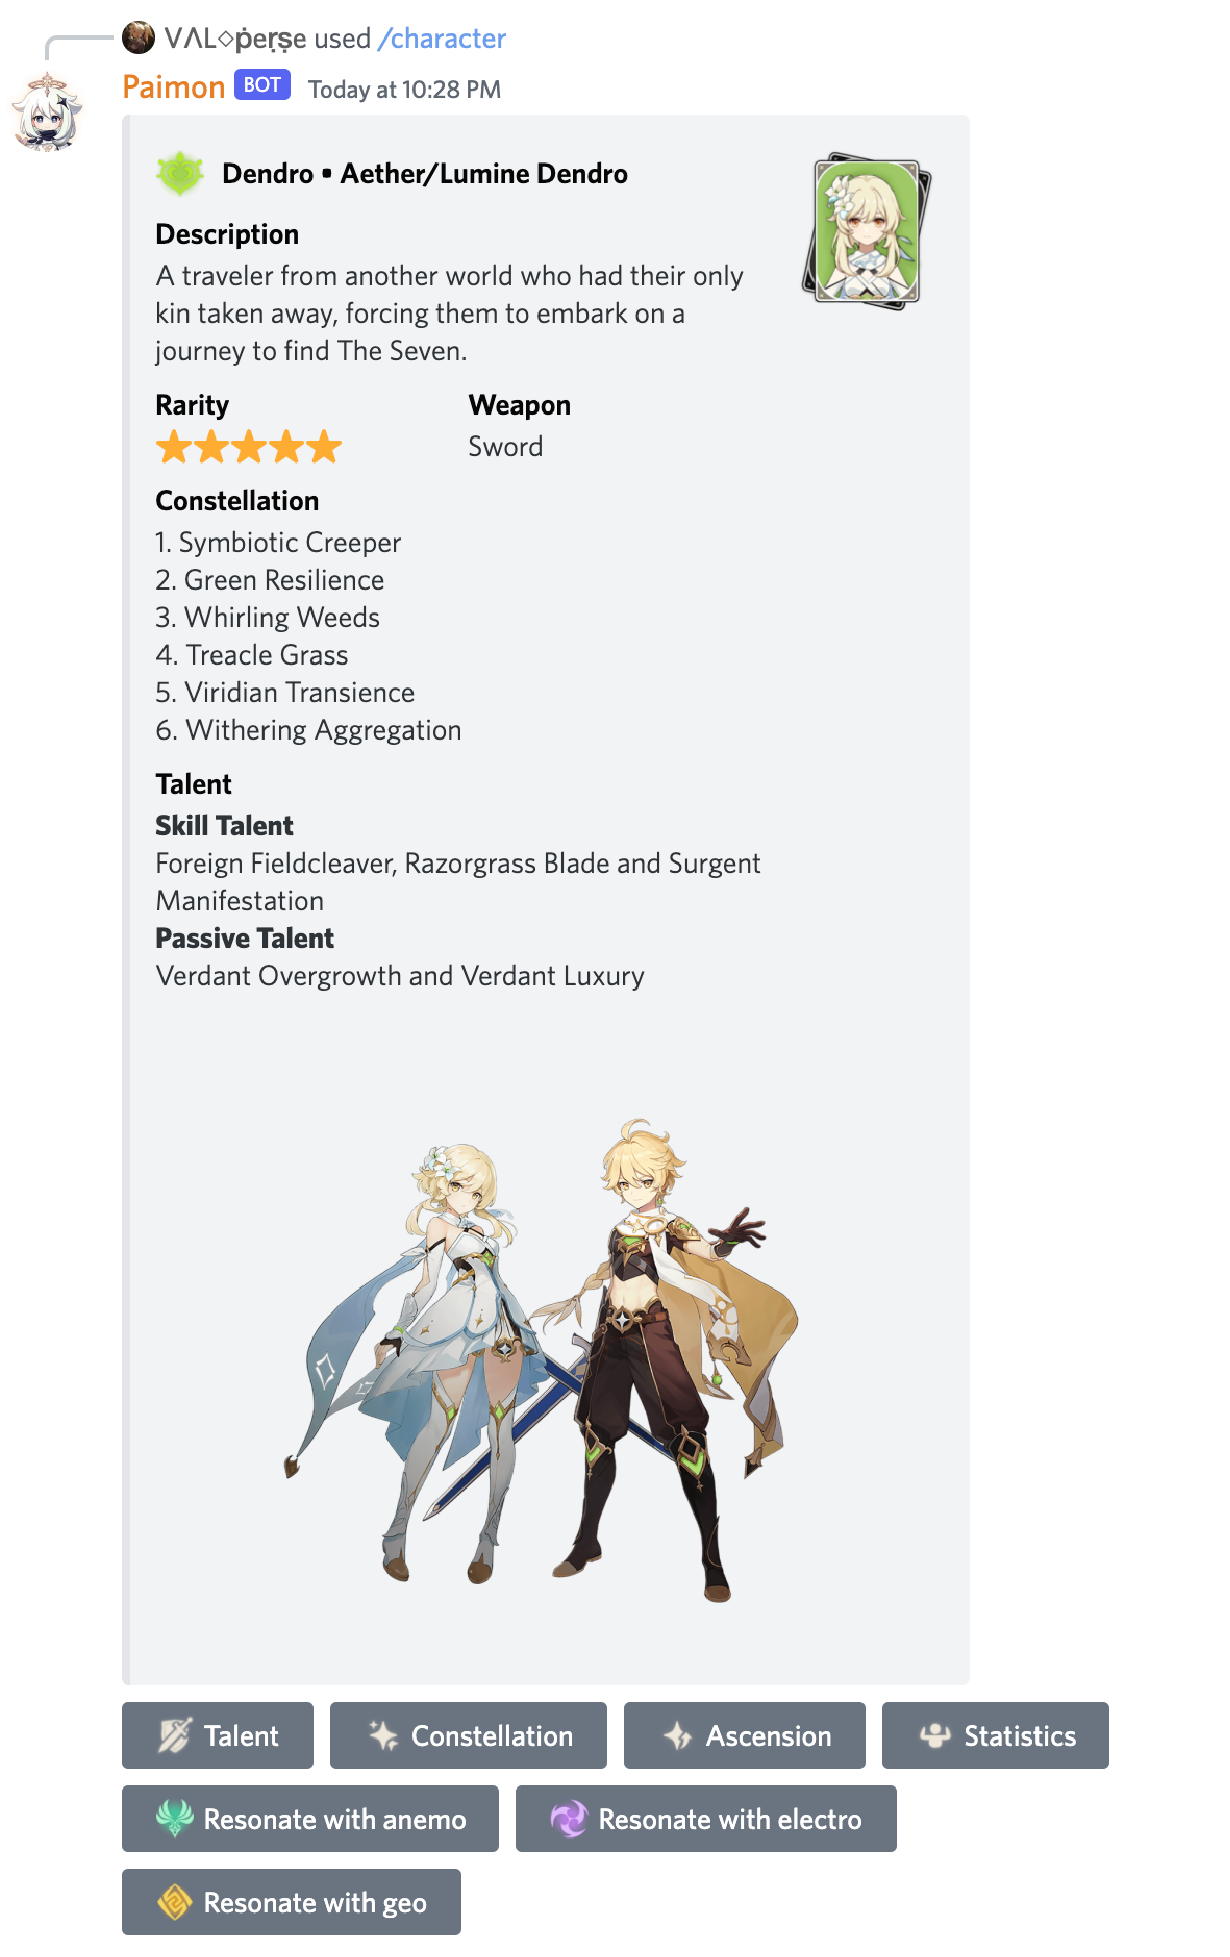 VΛL◇ṗeṛṣe used /character
Paimon BOT Today at 10:28 PM
Dendro • Aether/Lumine Dendro
Description
A traveler from another world who had their only
kin taken away, forcing them to embark on a
journey to find The Seven.
Rarity Weapon
Sword
Constellation
1. Symbiotic Creeper
2. Green Resilience
3. Whirling Weeds
4. Treacle Grass
5. Viridian Transience
6. Withering Aggregation
Talent
Skill Talent
Foreign Fieldcleaver, Razorgrass Blade and Surgent
Manifestation
Passive Talent
Verdant Overgrowth and Verdant Luxury
Talent Constellation Ascension Statistics
Resonate with anemo Resonate with electro
Resonate with geo